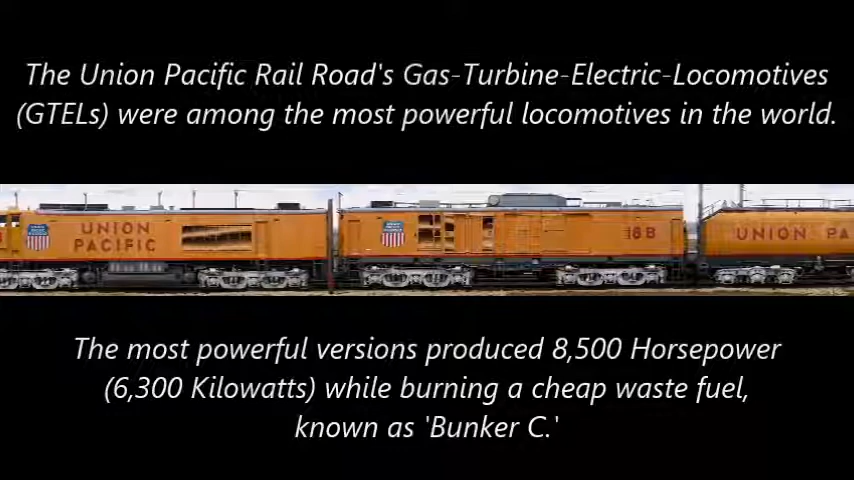 The Union Pacific Rail Road's Gas-Turbine-Electric-Locomotives
(GTELs) were among the most powerful locomotives in the world.
UNION
PACIFIC
18B
UNION PA
The most powerful versions produced 8,500 Horsepower
(6,300 Kilowatts) while burning a cheap waste fuel,
known as 'Bunker C.'